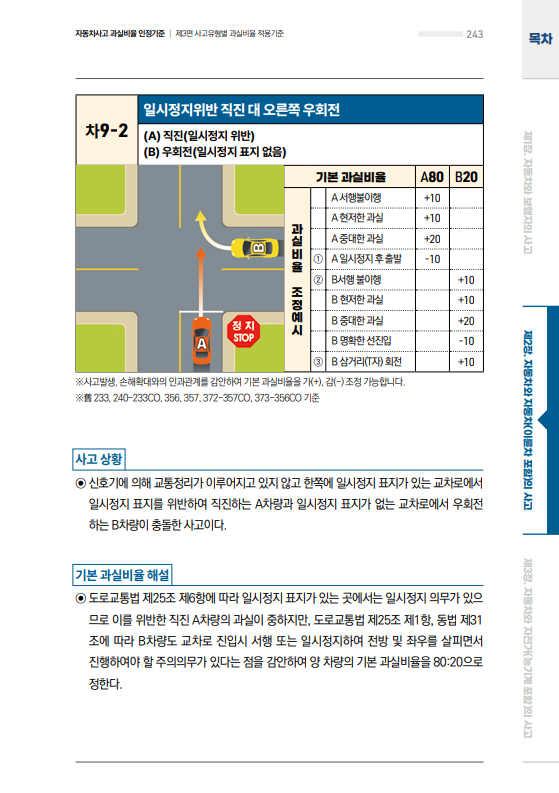 자동차사고 과실비율 인정기준 | 제3편 사고유형별 과실비율 적용기준
243
목차
차9-2
일시정지위반 직진 대 오른쪽 우회전
(A) 직진(일시정지 위반)
(B) 우회전(일시정지 표지 없음)
기본 과실비율 A80 B20
과실비율 조정예시
A 서행불이행 +10
A 현저한 과실 +10
A 중대한 과실 +20
① A 일시정지 후 출발 -10
② B서행 불이행 +10
B 현저한 과실 +10
B 중대한 과실 +20
B 명확한 선진입 -10
③ B 삼거리(T자) 회전 +10
B
A
정 지
STOP
※사고발생, 손해확대와의 인과관계를 감안하여 기본 과실비율을 가(+), 감(-) 조정 가능합니다.
※舊 233, 240-233CO, 356, 357, 372-357CO, 373-356CO 기준
사고 상황
◉ 신호기에 의해 교통정리가 이루어지고 있지 않고 한쪽에 일시정지 표지가 있는 교차로에서
일시정지 표지를 위반하여 직진하는 A차량과 일시정지 표지가 없는 교차로에서 우회전
하는 B차량이 충돌한 사고이다.
기본 과실비율 해설
◉ 도로교통법 제25조 제6항에 따라 일시정지 표지가 있는 곳에서는 일시정지 의무가 있으
므로 이를 위반한 직진 A차량의 과실이 중하지만, 도로교통법 제25조 제1항, 동법 제31
조에 따라 B차량도 교차로 진입시 서행 또는 일시정지하여 전방 및 좌우를 살피면서
진행하여야 할 주의의무가 있다는 점을 감안하여 양 차량의 기본 과실비율을 80:20으로
정한다.
제1장. 자동차와 보행자의 사고
제2장. 자동차와 자동차(이륜차 포함)의 사고
제3장. 자동차와 자전거(농기계 포함)의 사고